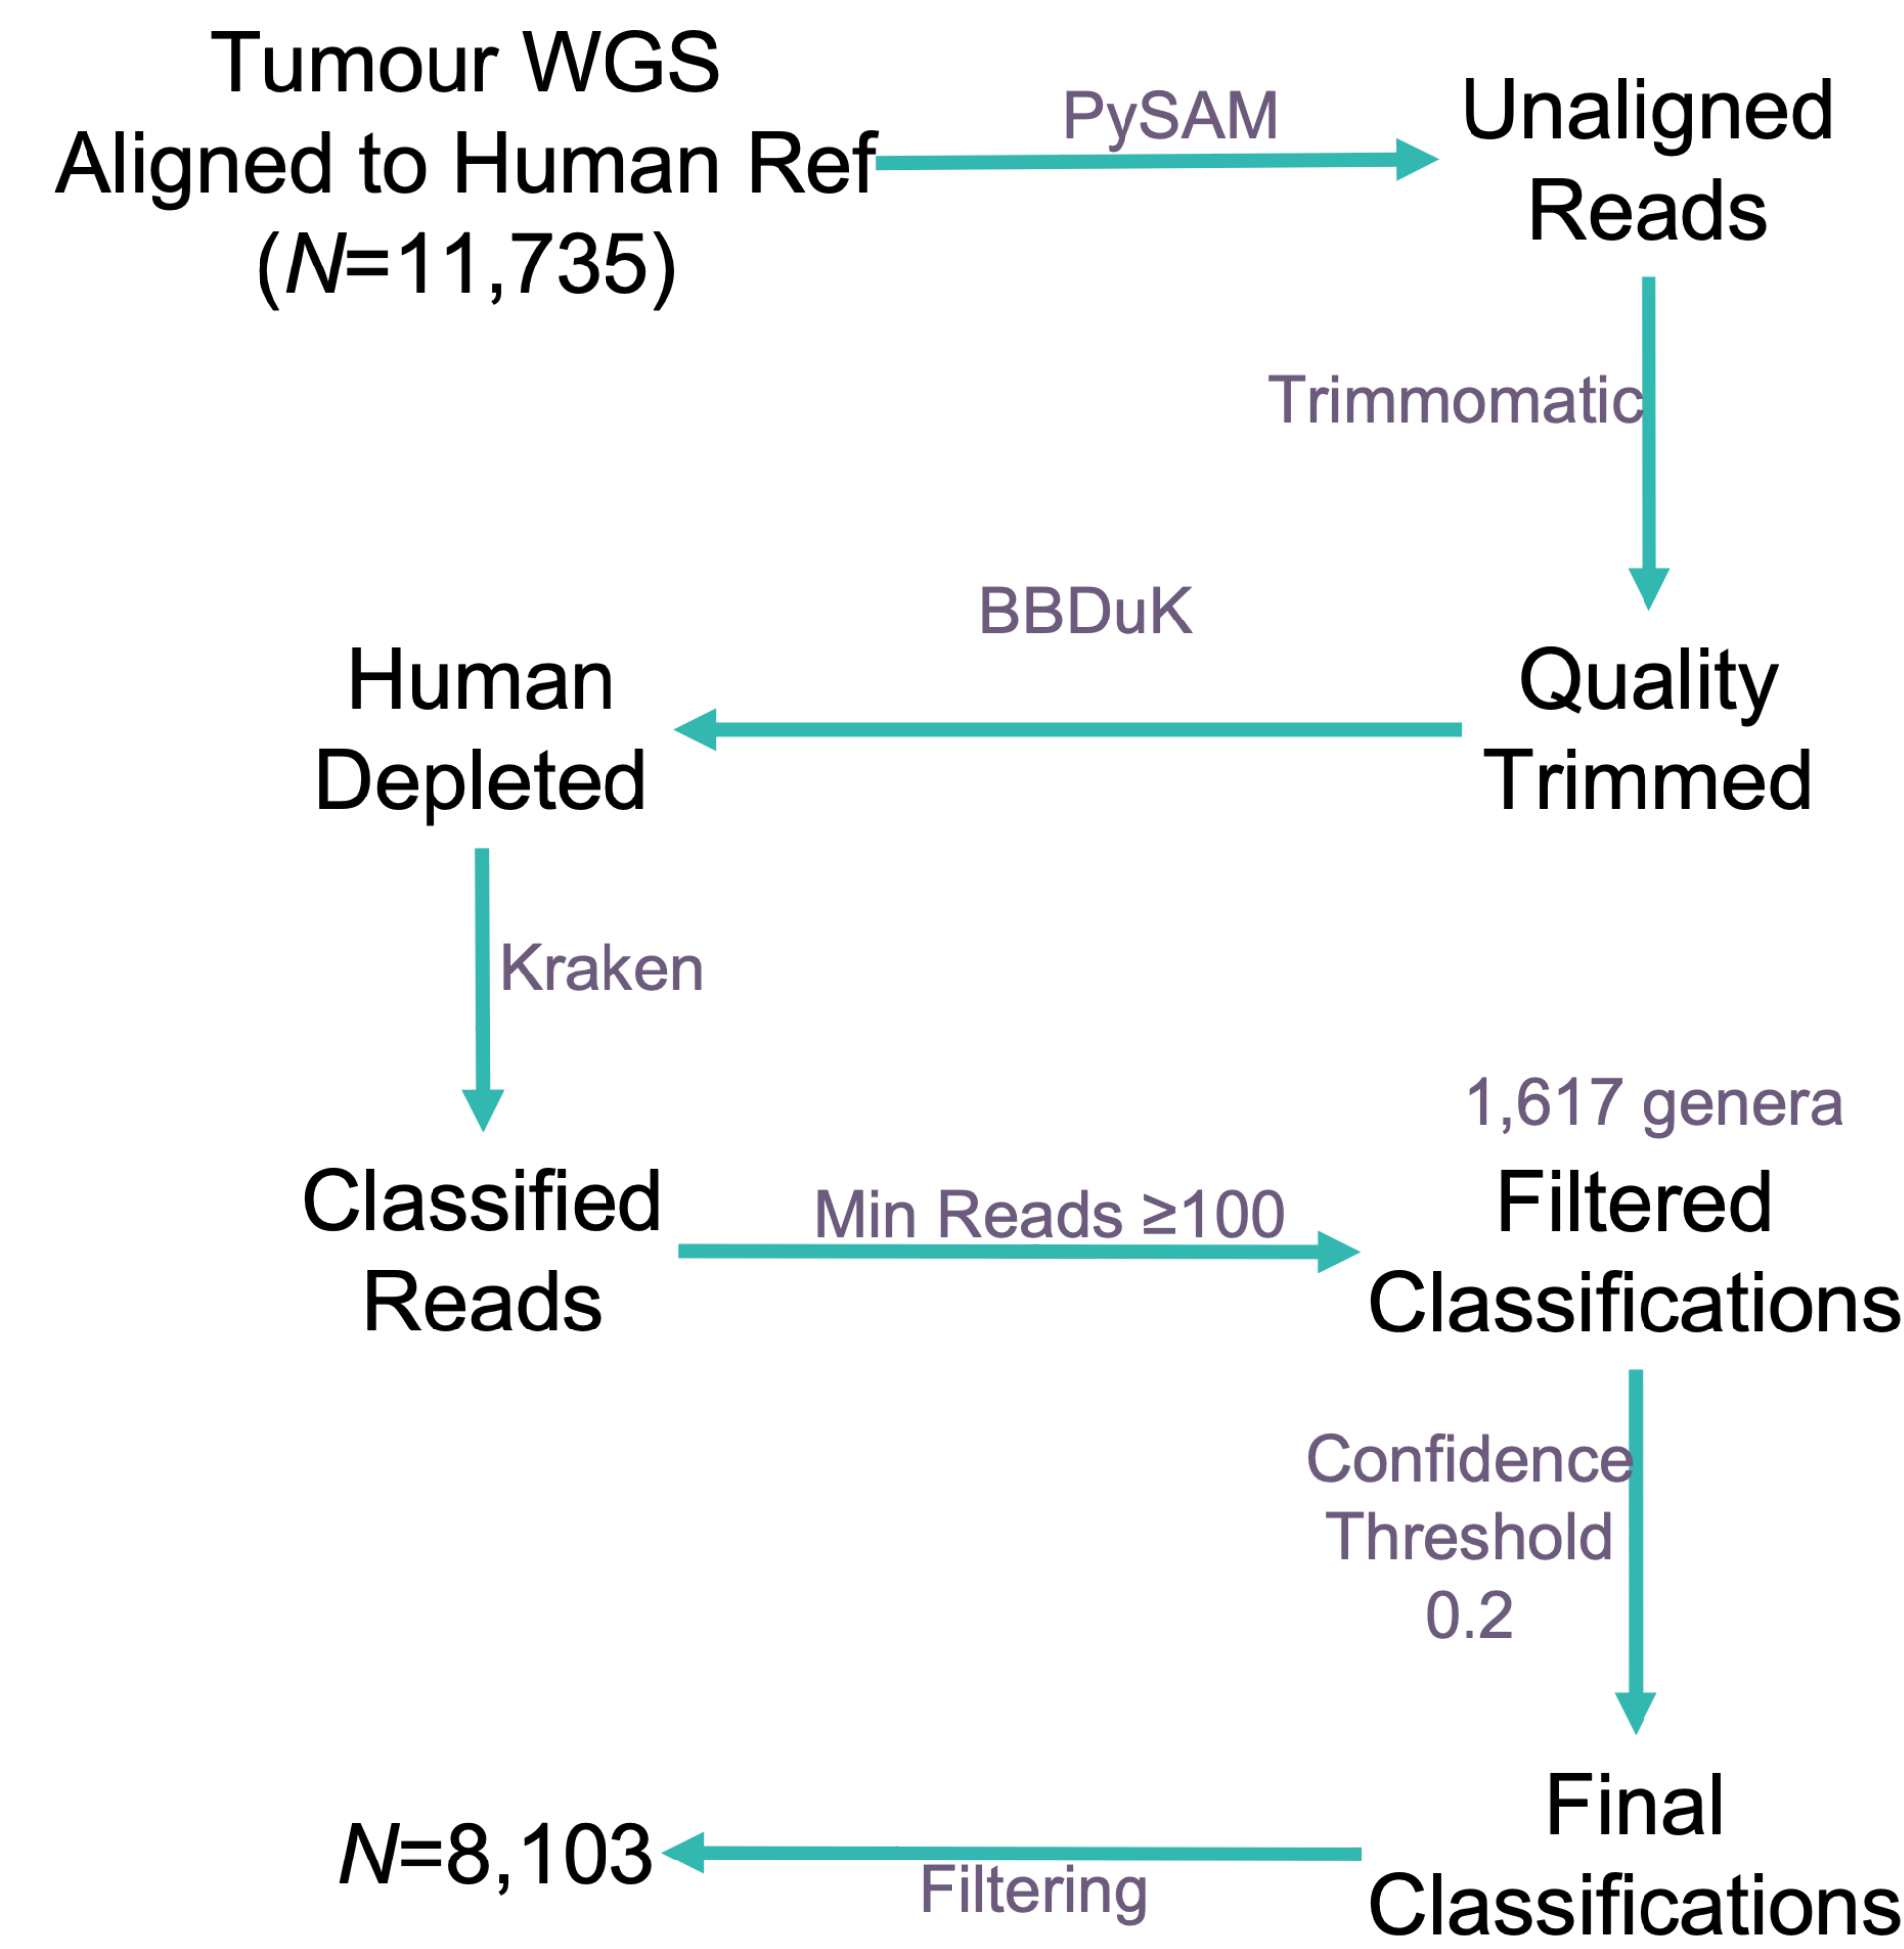 Tumour WGS
Aligned to Human Ref
(N=11,735)
PySAM
Unaligned
Reads
Trimmomatic
Quality
Trimmed
BBDuK
Human
Depleted
Kraken
Classified
Reads
Min Reads ≥100
1,617 genera
Filtered
Classifications
Confidence
Threshold
0.2
Final
Classifications
Filtering
N=8,103